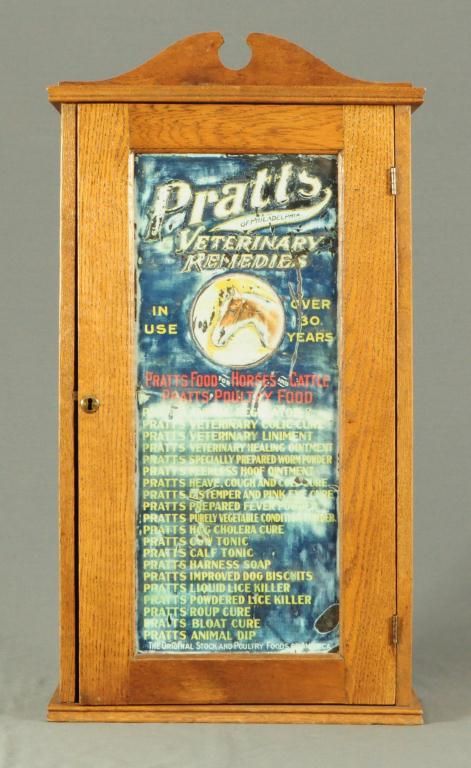 Pratts
OF PHILADELPHIA
VETERINARY
REMEDIES
IN USE
OVER 30 YEARS
PRATTS FOOD FOR HORSES AND CATTLE
PRATTS POULTRY FOOD
PRATTS VETERINARY COLIC CURE
PRATTS VETERINARY LINIMENT
PRATTS VETERINARY HEALING OINTMENT
PRATTS SPECIALLY PREPARED WORM POWDER
PRATTS PEERLESS HOOF OINTMENT
PRATTS HEAVE, COUGH AND COLD CURE
PRATTS DISTEMPER AND PINK EYE CURE
PRATTS PREPARED FEVER POWDER
PRATTS PURELY VEGETABLE CONDITION POWDER
PRATTS HOG CHOLERA CURE
PRATTS COW TONIC
PRATTS CALF TONIC
PRATTS HARNESS SOAP
PRATTS IMPROVED DOG BISCUITS
PRATTS LIQUID LICE KILLER
PRATTS POWDERED LICE KILLER
PRATTS ROUP CURE
PRATTS BLOAT CURE
PRATTS ANIMAL DIP
THE ORIGINAL STOCK AND POULTRY FOODS OF AMERICA